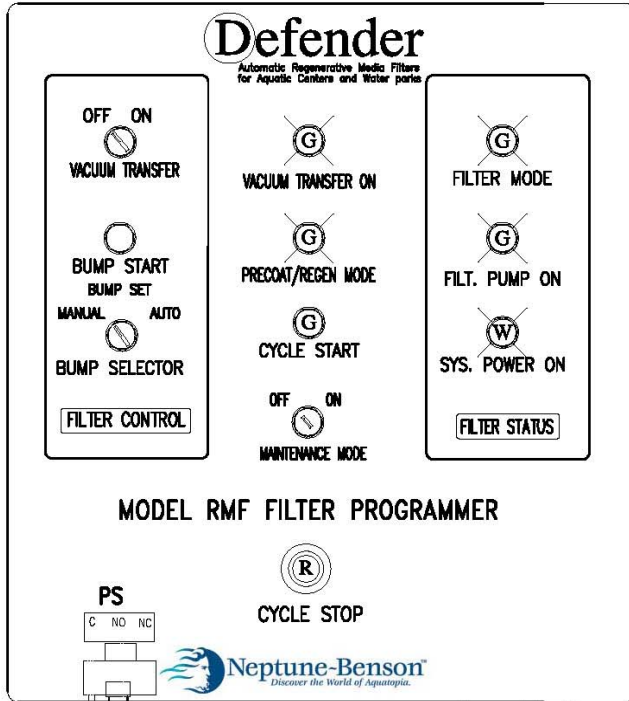 Defender
Automatic Regenerative Media Filters
for Aquatic Centers and Water parks
OFF ON
VACUUM TRANSFER
BUMP START
BUMP SET
MANUAL AUTO
BUMP SELECTOR
FILTER CONTROL
G
VACUUM TRANSFER ON
G
PRECOAT/REGEN MODE
G
CYCLE START
OFF ON
MAINTENANCE MODE
G
FILTER MODE
G
FILT. PUMP ON
W
SYS. POWER ON
FILTER STATUS
MODEL RMF FILTER PROGRAMMER
R
CYCLE STOP
PS
C NO NC
Neptune-Benson™
Discover the World of Aquatopia.